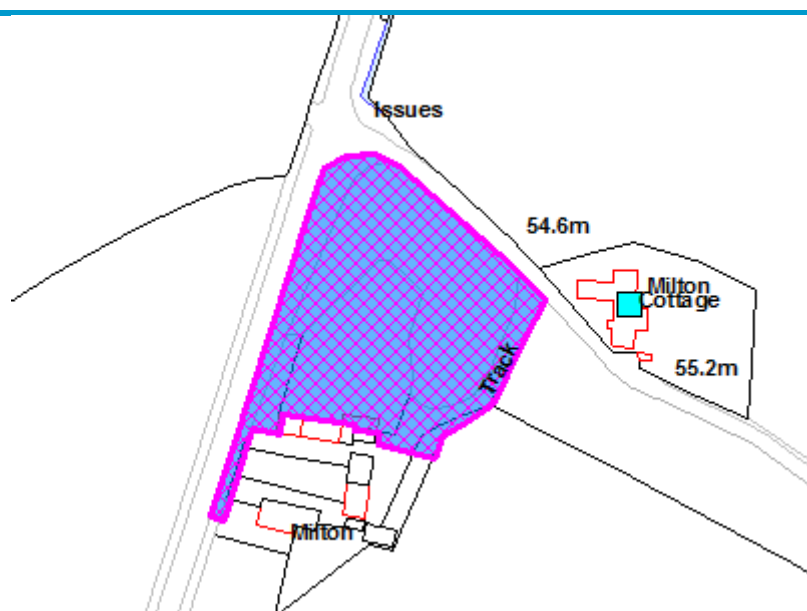 Issues
54.6m
Milton
Cottage
Track
55.2m
Milton